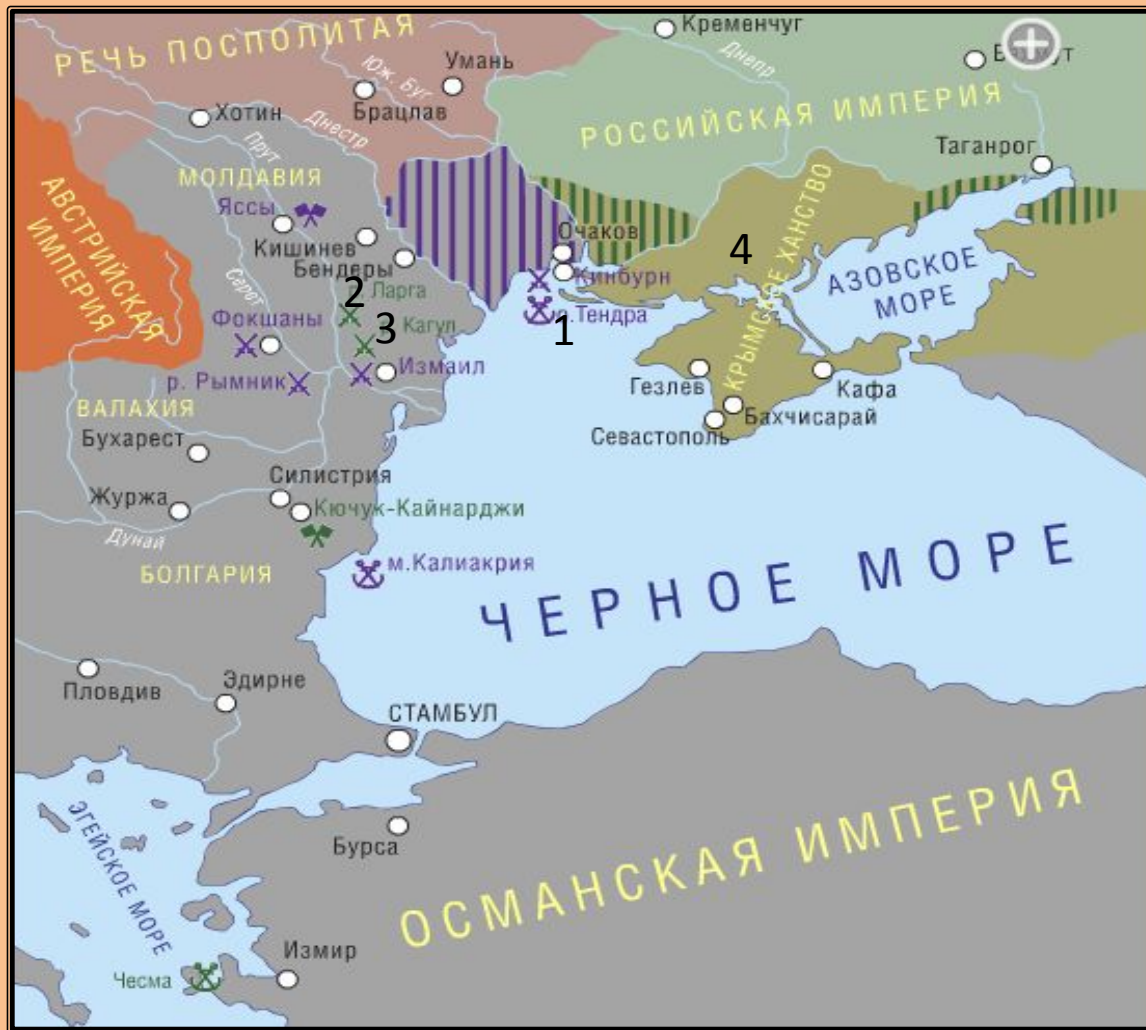 РЕЧЬ ПОСПОЛИТАЯ
Кременчуг
Днепр
Умань
Юж. Буг
Брацлав
Хотин
Днестр
РОССИЙСКАЯ ИМПЕРИЯ
Таганрог
Прут
МОЛДАВИЯ
АВСТРИЙСКАЯ
ИМПЕРИЯ
Яссы
Кишинев
Бендеры
Очаков
Кинбурн
4
КРЫМСКОЕ ХАНСТВО
АЗОВСКОЕ
МОРЕ
Серет
2
Ларга
о.Тендра
1
Фокшаны
3
Кагул
Измаил
р. Рымник
Гезлев
Кафа
Бахчисарай
Севастополь
ВАЛАХИЯ
Бухарест
Силистрия
Журжа
Кючук-Кайнарджи
Дунай
БОЛГАРИЯ
м.Калиакрия
ЧЕРНОЕ МОРЕ
Пловдив
Эдирне
СТАМБУЛ
Бурса
ЭГЕЙСКОЕ МОРЕ
ОСМАНСКАЯ ИМПЕРИЯ
Измир
Чесма